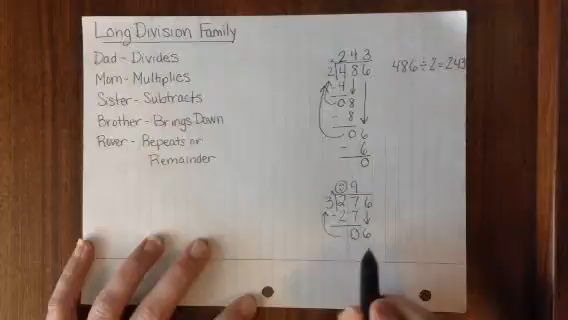 Long Division Family
Dad - Divides
Mom - Multiplies
Sister - Subtracts
Brother - Brings Down
Rover - Repeats or
Remainder
243
2 486
-4
08
- 8
06
- 6
0
486 ÷ 2 = 243
9
3 276
-27
06